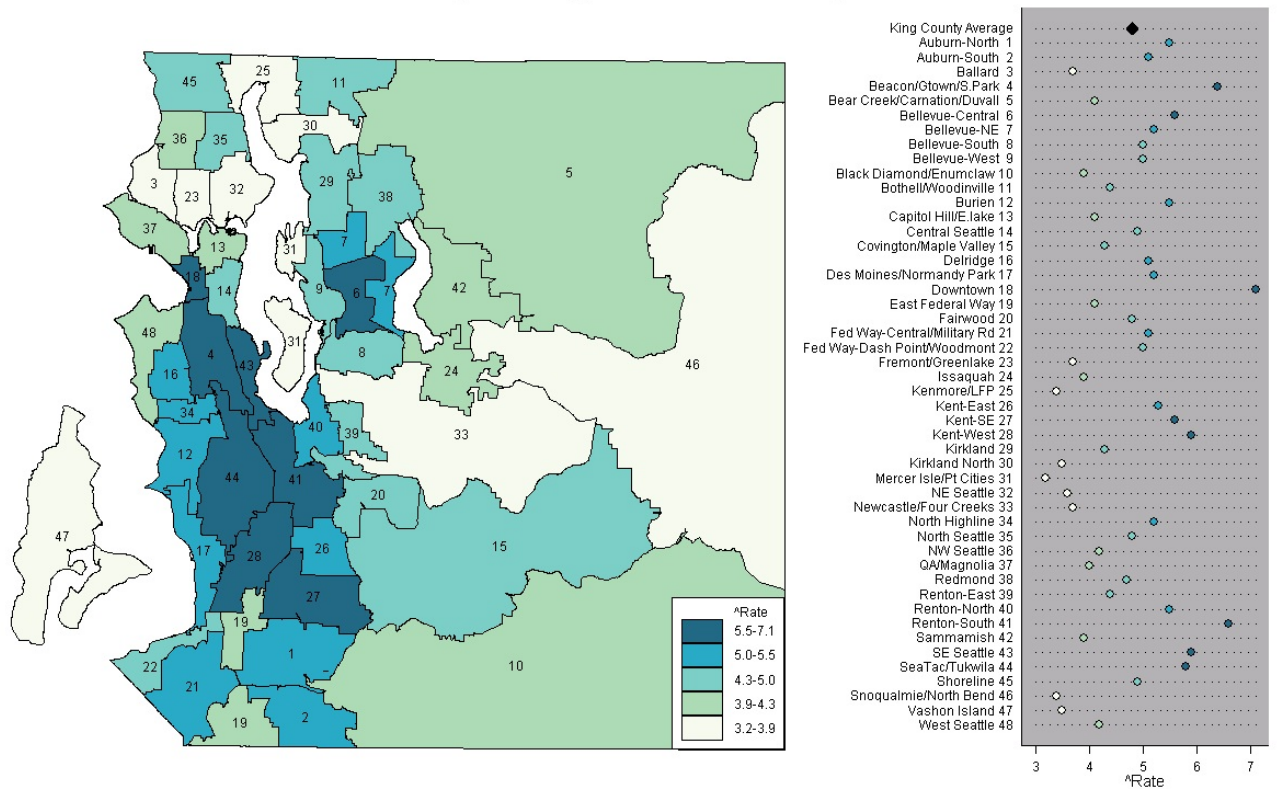 45
25
11
30
36
35
5
3
23
32
29
38
37
13
31
7
18
14
9
6
7
42
48
4
43
31
8
24
46
16
34
40
39
33
12
44
41
20
47
17
28
26
15
27
19
1
22
21
10
19
2
^Rate
5.5-7.1
5.0-5.5
4.3-5.0
3.9-4.3
3.2-3.9
King County Average
Auburn-North 1
Auburn-South 2
Ballard 3
Beacon/Gtown/S.Park 4
Bear Creek/Carnation/Duvall 5
Bellevue-Central 6
Bellevue-NE 7
Bellevue-South 8
Bellevue-West 9
Black Diamond/Enumclaw 10
Bothell/Woodinville 11
Burien 12
Capitol Hill/E.lake 13
Central Seattle 14
Covington/Maple Valley 15
Delridge 16
Des Moines/Normandy Park 17
Downtown 18
East Federal Way 19
Fairwood 20
Fed Way-Central/Military Rd 21
Fed Way-Dash Point/Woodmont 22
Fremont/Greenlake 23
Issaquah 24
Kenmore/LFP 25
Kent-East 26
Kent-SE 27
Kent-West 28
Kirkland 29
Kirkland North 30
Mercer Isle/Pt Cities 31
NE Seattle 32
Newcastle/Four Creeks 33
North Highline 34
North Seattle 35
NW Seattle 36
QA/Magnolia 37
Redmond 38
Renton-East 39
Renton-North 40
Renton-South 41
Sammamish 42
SE Seattle 43
SeaTac/Tukwila 44
Shoreline 45
Snoqualmie/North Bend 46
Vashon Island 47
West Seattle 48
3 4 5 6 7
^Rate